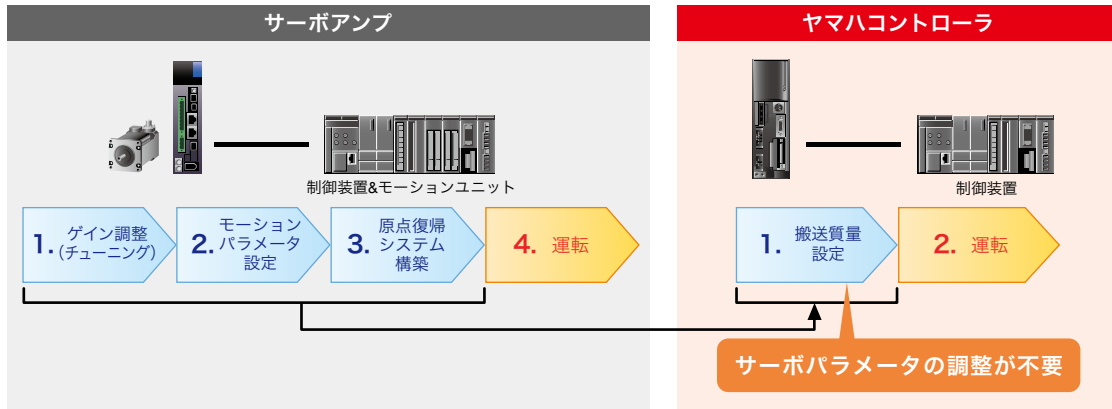 サーボアンプ
制御装置&モーションユニット
1. ゲイン調整
(チューニング)
2. モーション
パラメータ
設定
3. 原点復帰
システム
構築
4. 運転
ヤマハコントローラ
制御装置
1. 搬送質量
設定
2. 運転
サーボパラメータの調整が不要